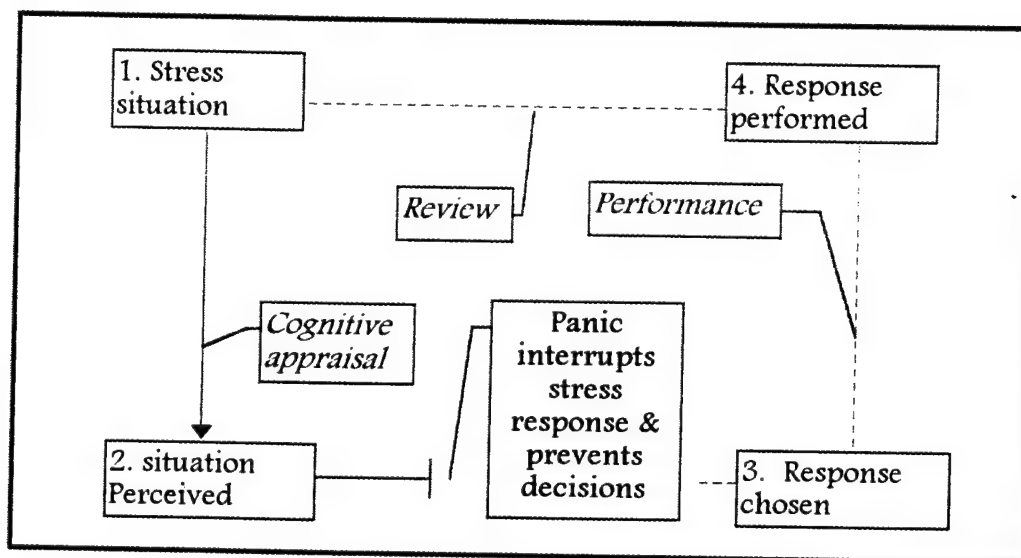 1. Stress
situation
4. Response
performed
Review
Performance
Cognitive
appraisal
Panic
interrupts
stress
response &
prevents
decisions
2. situation
Perceived
3. Response
chosen